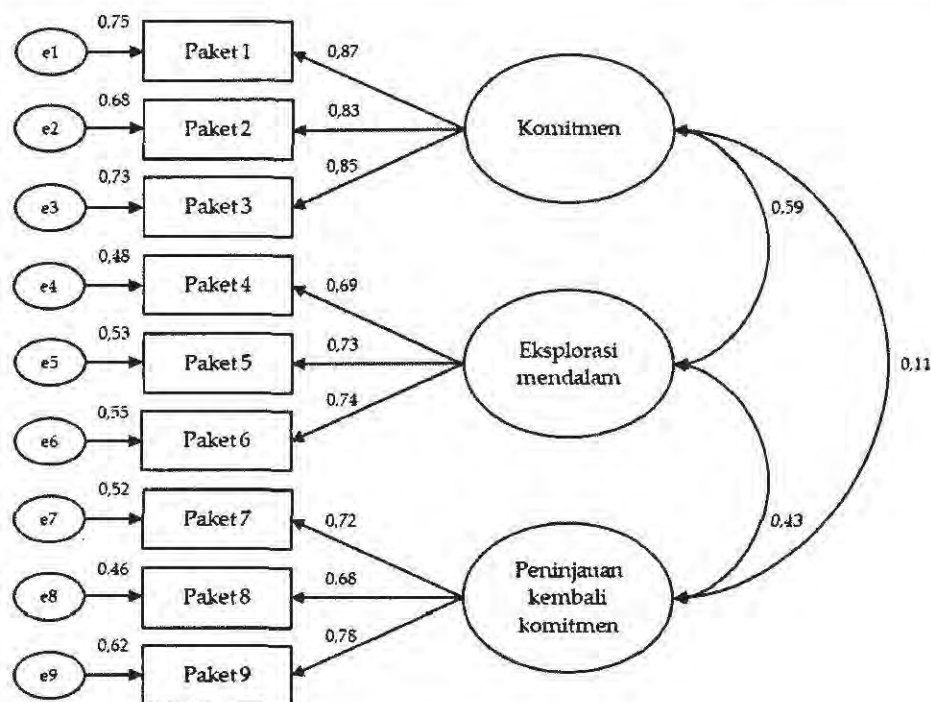 0,75
e1
Paket 1
0,87
0.68
e2
Paket 2
0,83
Komitmen
0,73
e3
Paket 3
0,85
0,59
0,48
e4
Paket 4
0,69
0,53
e5
Paket 5
0,73
Eksplorasi
mendalam
0,11
0,55
e6
Paket 6
0,74
0,52
e7
Paket 7
0,72
0,43
0.46
e8
Paket 8
0.68
Peninjauan
kembali
komitmen
0,62
e9
Paket 9
0,78